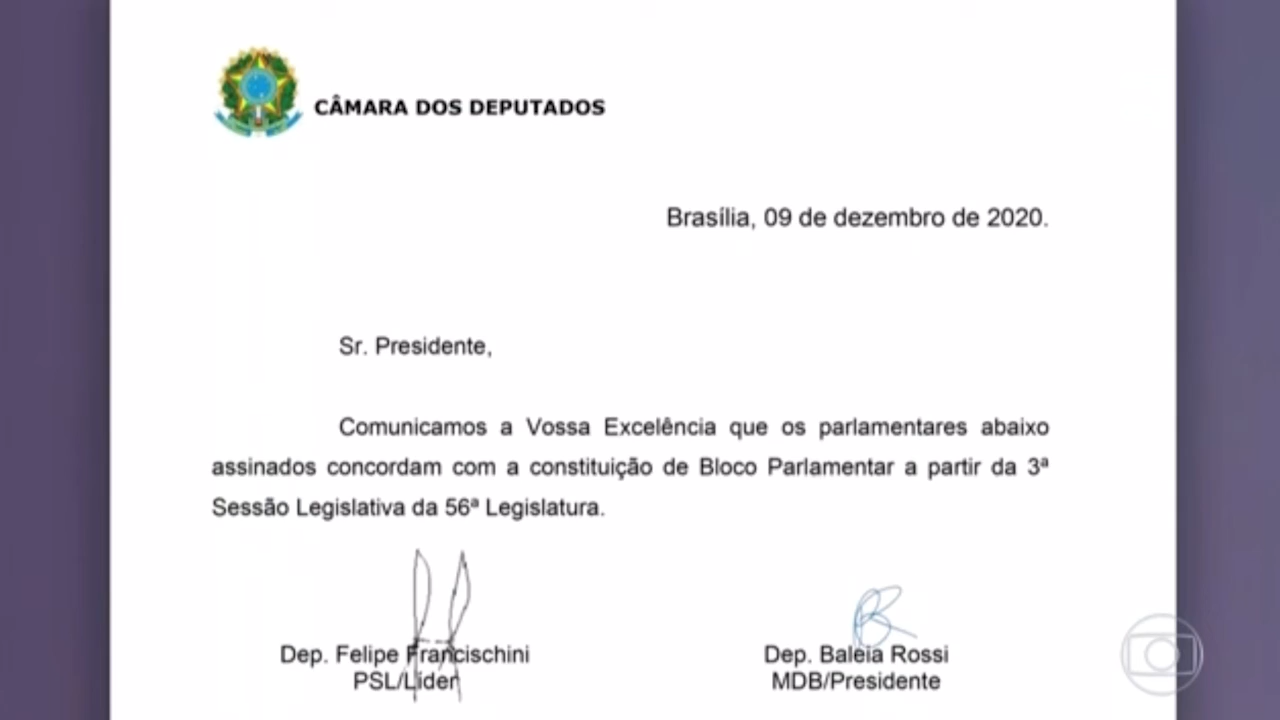 CÂMARA DOS DEPUTADOS
Brasília, 09 de dezembro de 2020.
Sr. Presidente,
Comunicamos a Vossa Excelência que os parlamentares abaixo
assinados concordam com a constituição de Bloco Parlamentar a partir da 3ª
Sessão Legislativa da 56ª Legislatura.
Dep. Felipe Francischini
PSL/Líder
Dep. Baleia Rossi
MDB/Presidente